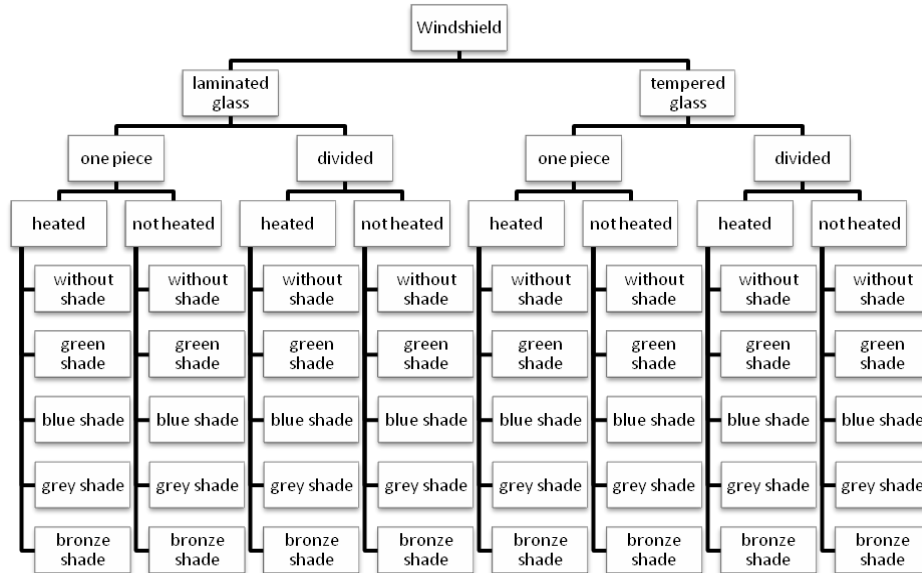 Windshield
laminated
glass
tempered
glass
one piece
divided
one piece
divided
heated
not heated
heated
not heated
heated
not heated
heated
not heated
without
shade
without
shade
without
shade
without
shade
without
shade
without
shade
without
shade
without
shade
green
shade
green
shade
green
shade
green
shade
green
shade
green
shade
green
shade
green
shade
blue shade
blue shade
blue shade
blue shade
blue shade
blue shade
blue shade
blue shade
grey shade
grey shade
grey shade
grey shade
grey shade
grey shade
grey shade
grey shade
bronze
shade
bronze
shade
bronze
shade
bronze
shade
bronze
shade
bronze
shade
bronze
shade
bronze
shade